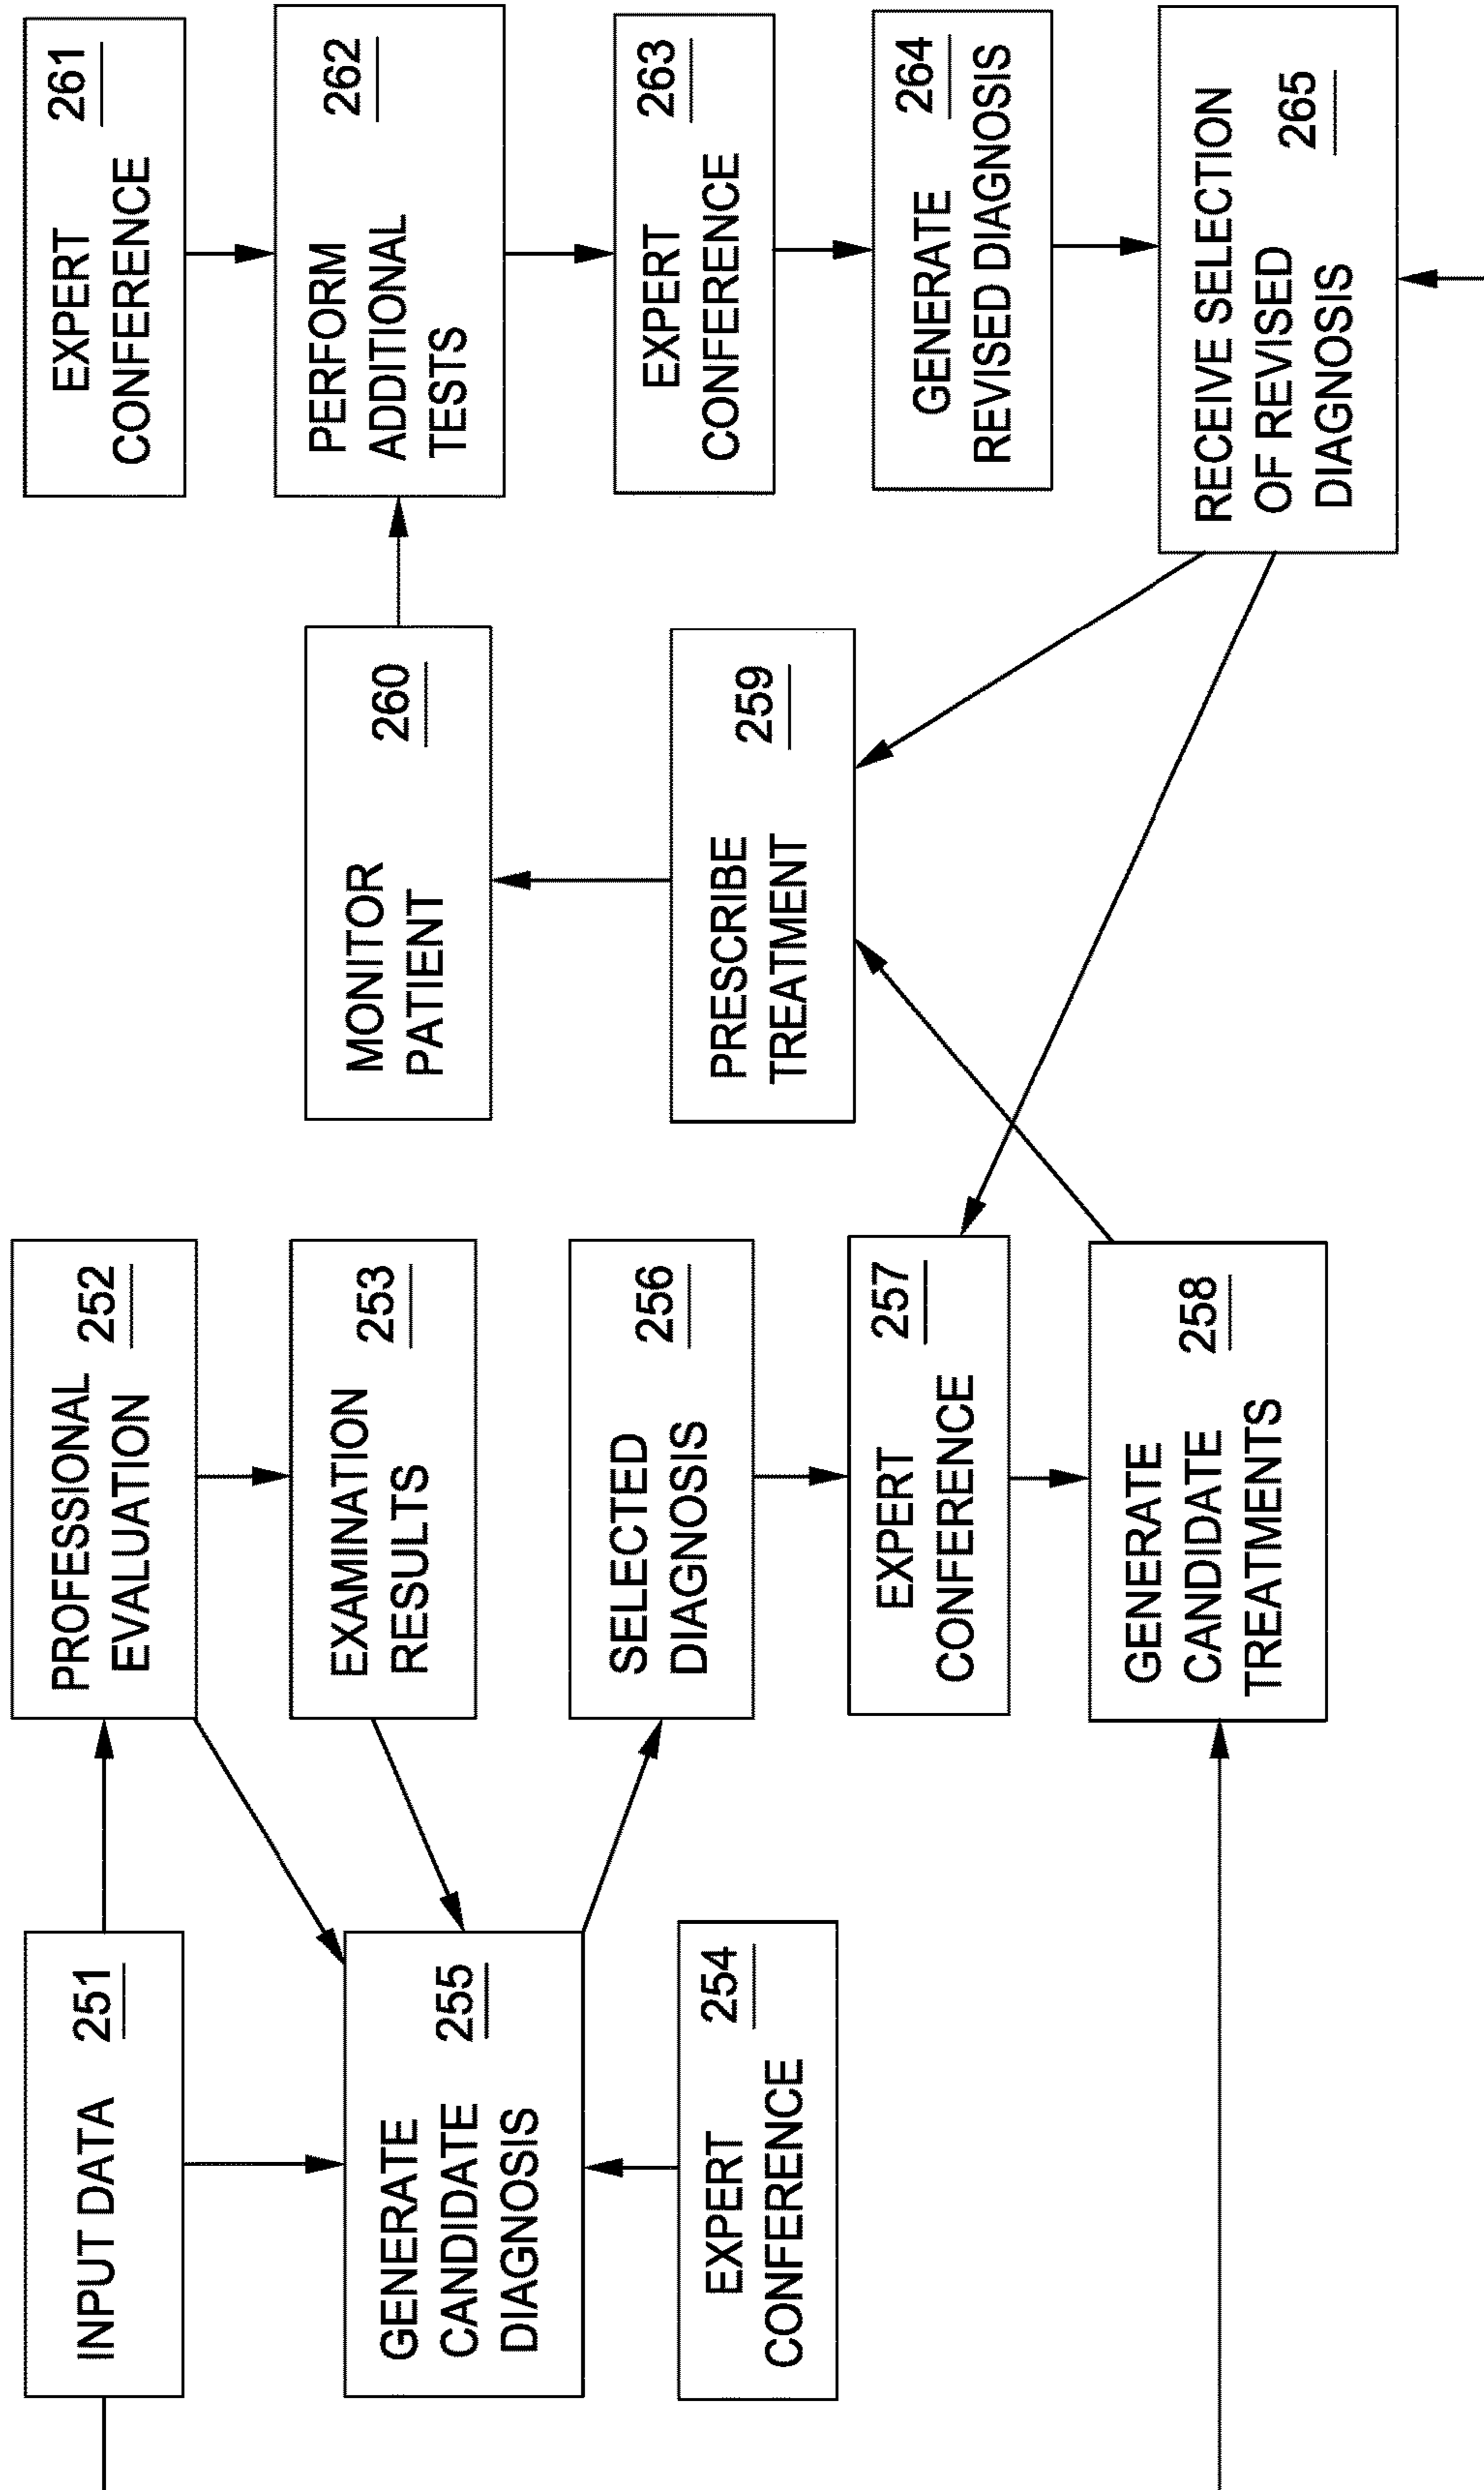 INPUT DATA 251
GENERATE
CANDIDATE 255
DIAGNOSIS
EXPERT 254
CONFERENCE
PROFESSIONAL
EVALUATION 252
EXAMINATION 253
RESULTS
SELECTED 256
DIAGNOSIS
EXPERT 257
CONFERENCE
GENERATE
CANDIDATE 258
TREATMENTS
MONITOR 260
PATIENT
PRESCRIBE 259
TREATMENT
EXPERT 261
CONFERENCE
PERFORM 262
ADDITIONAL
TESTS
EXPERT 263
CONFERENCE
GENERATE 264
REVISED DIAGNOSIS
RECEIVE SELECTION
OF REVISED 265
DIAGNOSIS